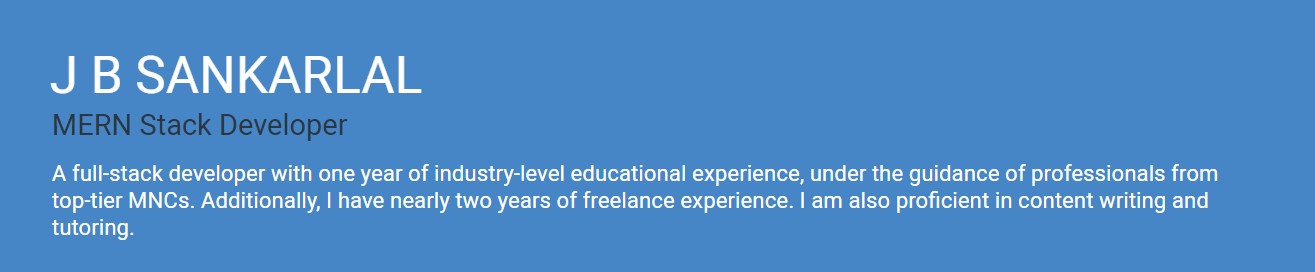 J B SANKARLAL
MERN Stack Developer
A full-stack developer with one year of industry-level educational experience, under the guidance of professionals from
top-tier MNCs. Additionally, I have nearly two years of freelance experience. I am also proficient in content writing and
tutoring.